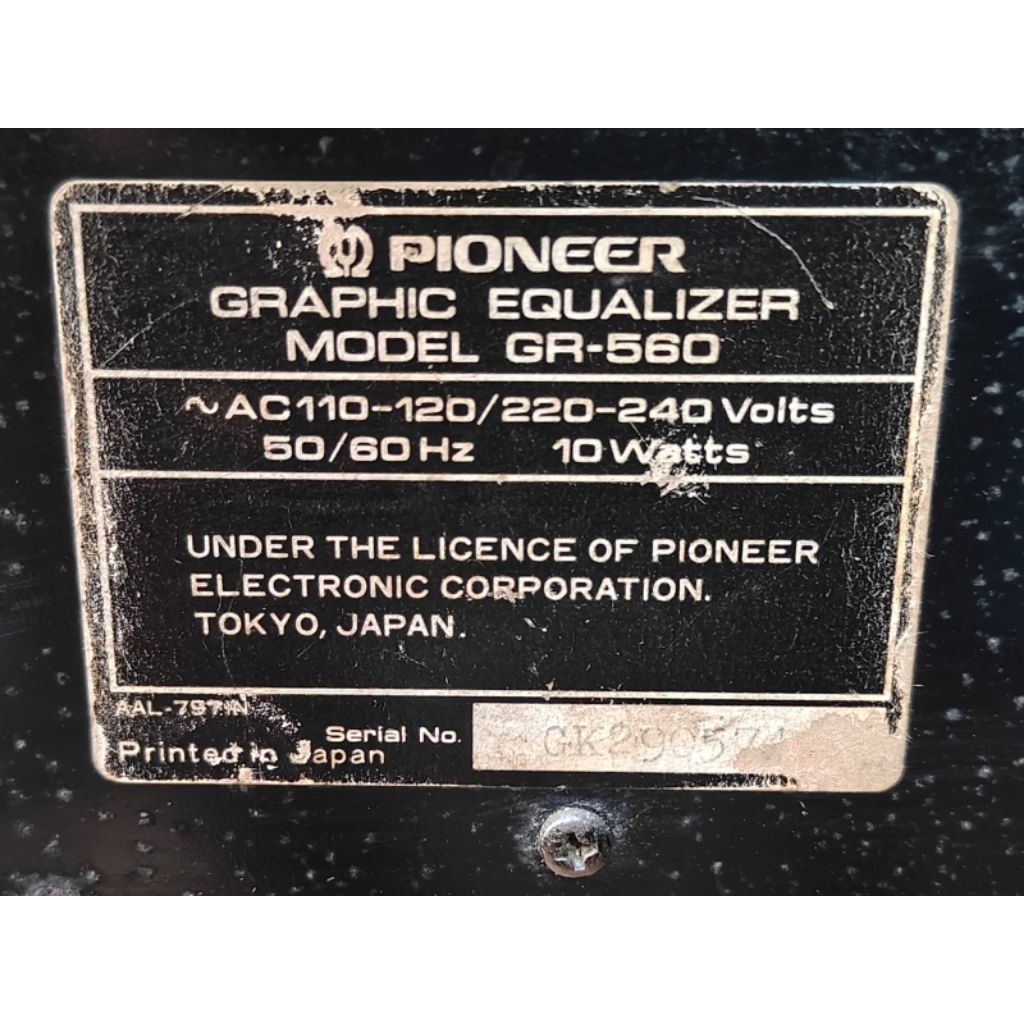 PIONEER
GRAPHIC EQUALIZER
MODEL GR-560
~AC110-120/220-240 Volts
50/60 Hz 10 Watts
UNDER THE LICENCE OF PIONEER
ELECTRONIC CORPORATION.
TOKYO, JAPAN.
Serial No.
Printed in Japan